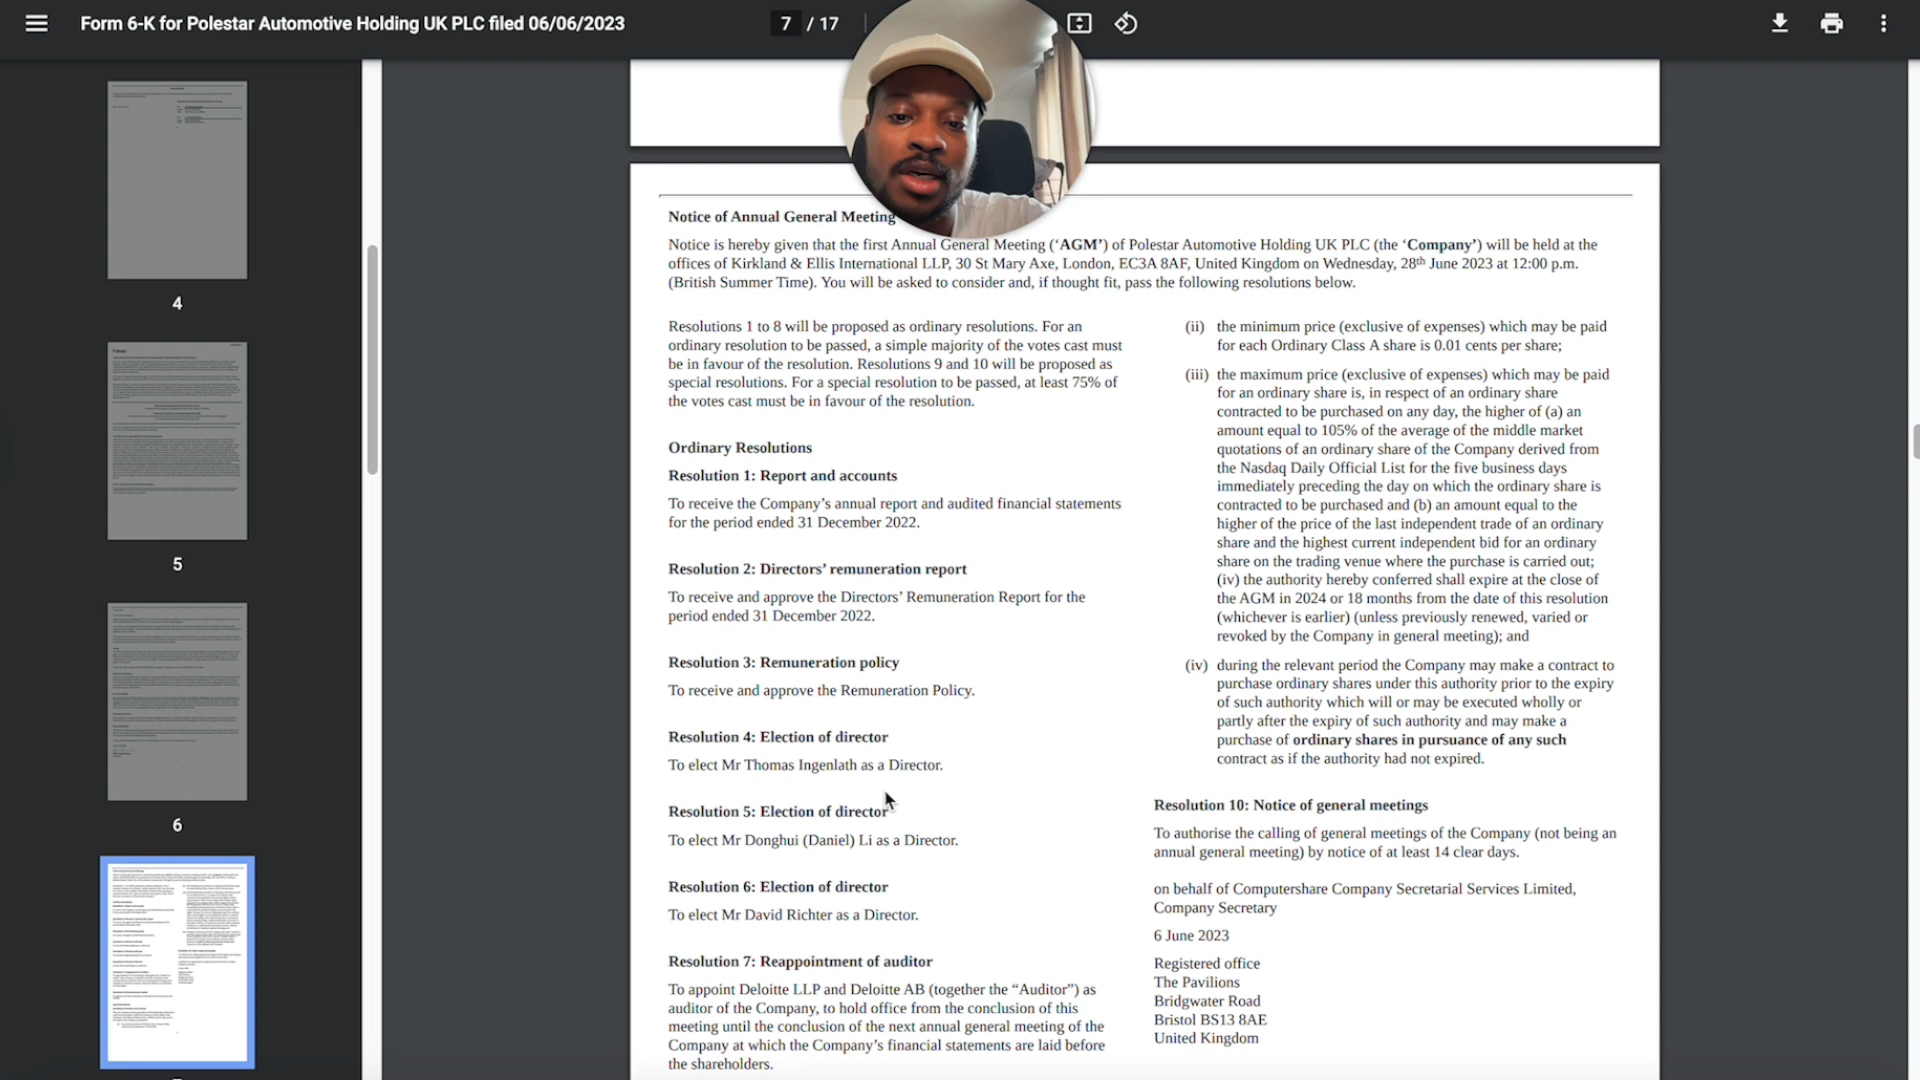 Form 6-K for Polestar Automotive Holding UK PLC filed 06/06/2023
7 / 17
4
5
6
Notice of Annual General Meeting
Notice is hereby given that the first Annual General Meeting (‘AGM’) of Polestar Automotive Holding UK PLC (the ‘Company’) will be held at the
offices of Kirkland & Ellis International LLP, 30 St Mary Axe, London, EC3A 8AF, United Kingdom on Wednesday, 28th June 2023 at 12:00 p.m.
(British Summer Time). You will be asked to consider and, if thought fit, pass the following resolutions below.
Resolutions 1 to 8 will be proposed as ordinary resolutions. For an
ordinary resolution to be passed, a simple majority of the votes cast must
be in favour of the resolution. Resolutions 9 and 10 will be proposed as
special resolutions. For a special resolution to be passed, at least 75% of
the votes cast must be in favour of the resolution.
Ordinary Resolutions
Resolution 1: Report and accounts
To receive the Company’s annual report and audited financial statements
for the period ended 31 December 2022.
Resolution 2: Directors’ remuneration report
To receive and approve the Directors’ Remuneration Report for the
period ended 31 December 2022.
Resolution 3: Remuneration policy
To receive and approve the Remuneration Policy.
Resolution 4: Election of director
To elect Mr Thomas Ingenlath as a Director.
Resolution 5: Election of director
To elect Mr Donghui (Daniel) Li as a Director.
Resolution 6: Election of director
To elect Mr David Richter as a Director.
Resolution 7: Reappointment of auditor
To appoint Deloitte LLP and Deloitte AB (together the “Auditor”) as
auditor of the Company, to hold office from the conclusion of this
meeting until the conclusion of the next annual general meeting of the
Company at which the Company’s financial statements are laid before
the shareholders.
(ii) the minimum price (exclusive of expenses) which may be paid
for each Ordinary Class A share is 0.01 cents per share;
(iii) the maximum price (exclusive of expenses) which may be paid
for an ordinary share is, in respect of an ordinary share
contracted to be purchased on any day, the higher of (a) an
amount equal to 105% of the average of the middle market
quotations of an ordinary share of the Company derived from
the Nasdaq Daily Official List for the five business days
immediately preceding the day on which the ordinary share is
contracted to be purchased and (b) an amount equal to the
higher of the price of the last independent trade of an ordinary
share and the highest current independent bid for an ordinary
share on the trading venue where the purchase is carried out;
(iv) the authority hereby conferred shall expire at the close of
the AGM in 2024 or 18 months from the date of this resolution
(whichever is earlier) (unless previously renewed, varied or
revoked by the Company in general meeting); and
(iv) during the relevant period the Company may make a contract to
purchase ordinary shares under this authority prior to the expiry
of such authority which will or may be executed wholly or
partly after the expiry of such authority and may make a
purchase of ordinary shares in pursuance of any such
contract as if the authority had not expired.
Resolution 10: Notice of general meetings
To authorise the calling of general meetings of the Company (not being an
annual general meeting) by notice of at least 14 clear days.
on behalf of Computershare Company Secretarial Services Limited,
Company Secretary
6 June 2023
Registered office
The Pavilions
Bridgwater Road
Bristol BS13 8AE
United Kingdom